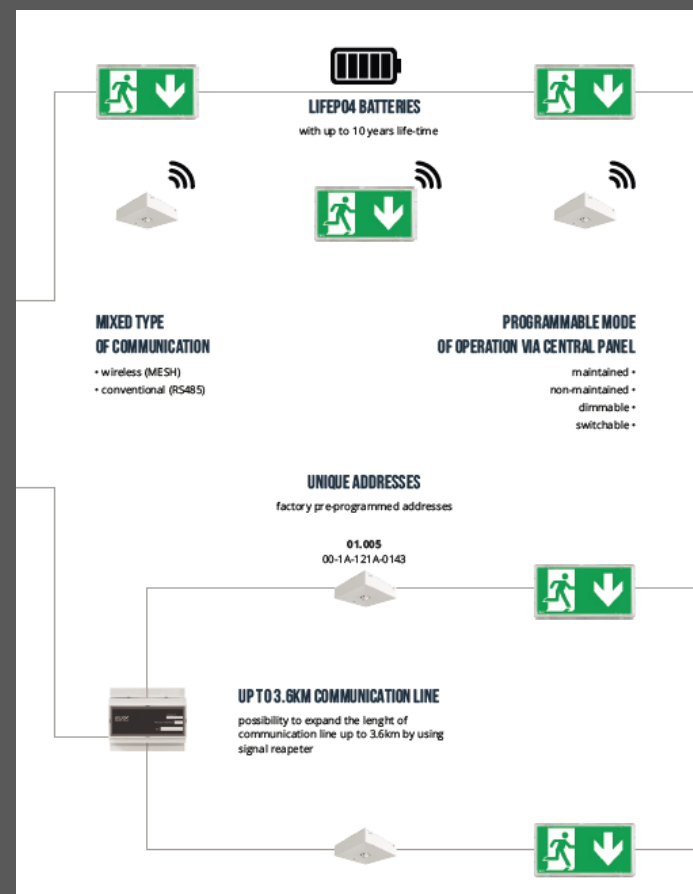 LIFEPO4 BATTERIES
with up to 10 years life-time
MIXED TYPE
OF COMMUNICATION
• wireless (MESH)
• conventional (RS485)
PROGRAMMABLE MODE
OF OPERATION VIA CENTRAL PANEL
maintained •
non-maintained •
dimmable •
switchable •
UNIQUE ADDRESSES
factory pre-programmed addresses
01.005
00-1A-121A-0143
UP TO 3.6KM COMMUNICATION LINE
possibility to expand the lenght of
communication line up to 3.6km by using
signal reapeter